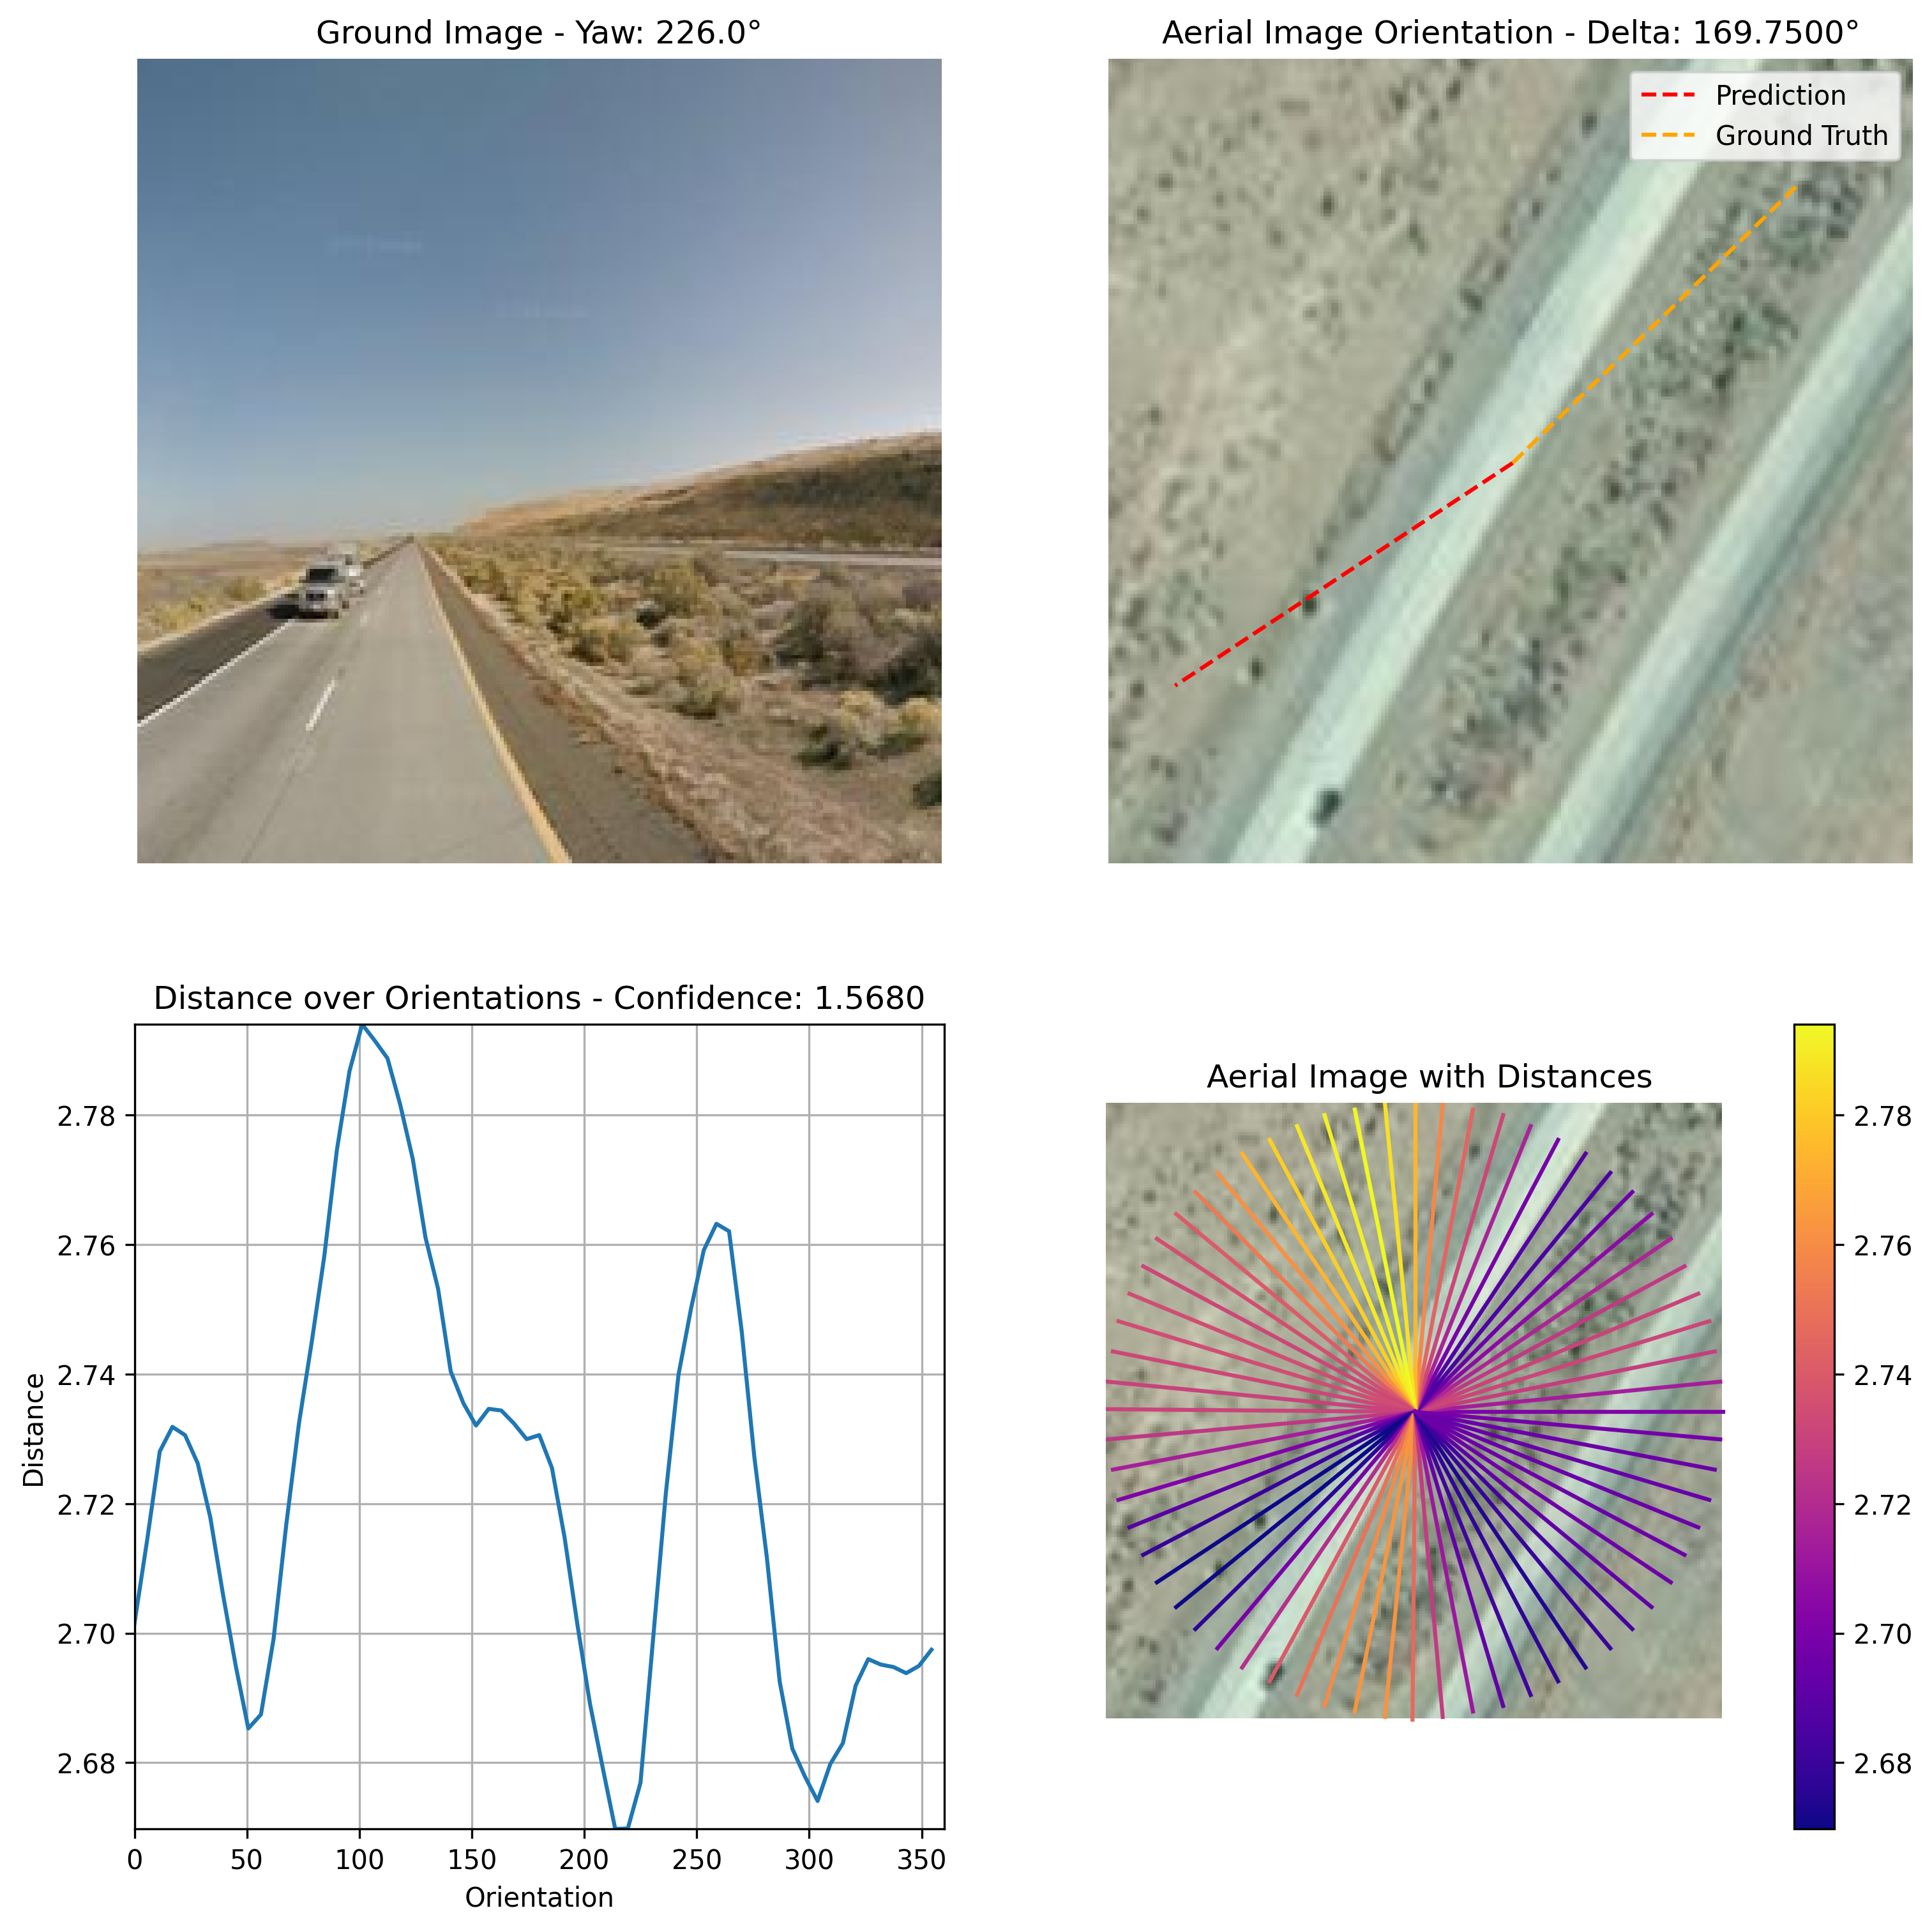 Ground Image - Yaw: 226.0°
Aerial Image Orientation - Delta: 169.7500°
Prediction
Ground Truth
Distance over Orientations - Confidence: 1.5680
Distance
2.78
2.76
2.74
2.72
2.70
2.68
0 50 100 150 200 250 300 350
Orientation
Aerial Image with Distances
2.78
2.76
2.74
2.72
2.70
2.68